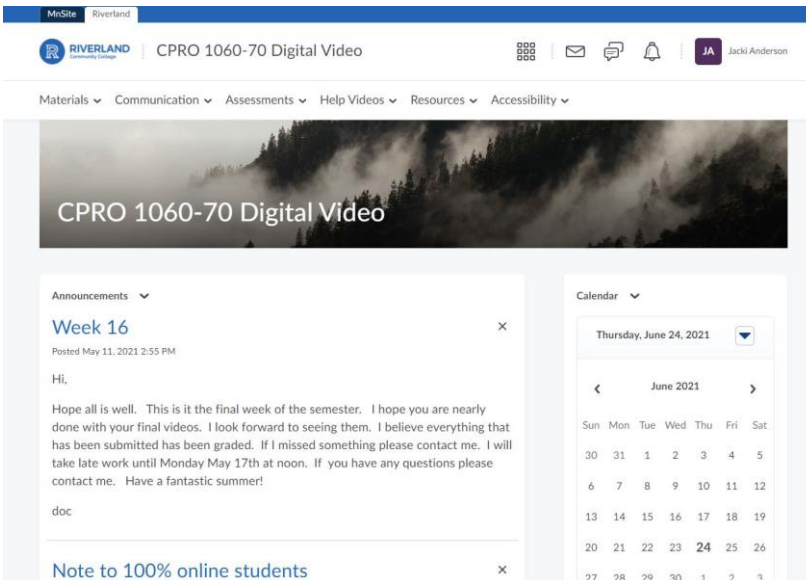 MnSite Riverland
R RIVERLAND Community College CPRO 1060-70 Digital Video JA Jacki Anderson
Materials Communication Assessments Help Videos Resources Accessibility
CPRO 1060-70 Digital Video
Announcements
Week 16
Posted May 11, 2021 2:55 PM
Hi,
Hope all is well. This is it the final week of the semester. I hope you are nearly
done with your final videos. I look forward to seeing them. I believe everything that
has been submitted has been graded. If I missed something please contact me. I will
take late work until Monday May 17th at noon. If you have any questions please
contact me. Have a fantastic summer!
doc
Note to 100% online students
Calendar
Thursday, June 24, 2021
June 2021
Sun Mon Tue Wed Thu Fri Sat
30 31 1 2 3 4 5
6 7 8 9 10 11 12
13 14 15 16 17 18 19
20 21 22 23 24 25 26
27 28 29 30 1 2 3